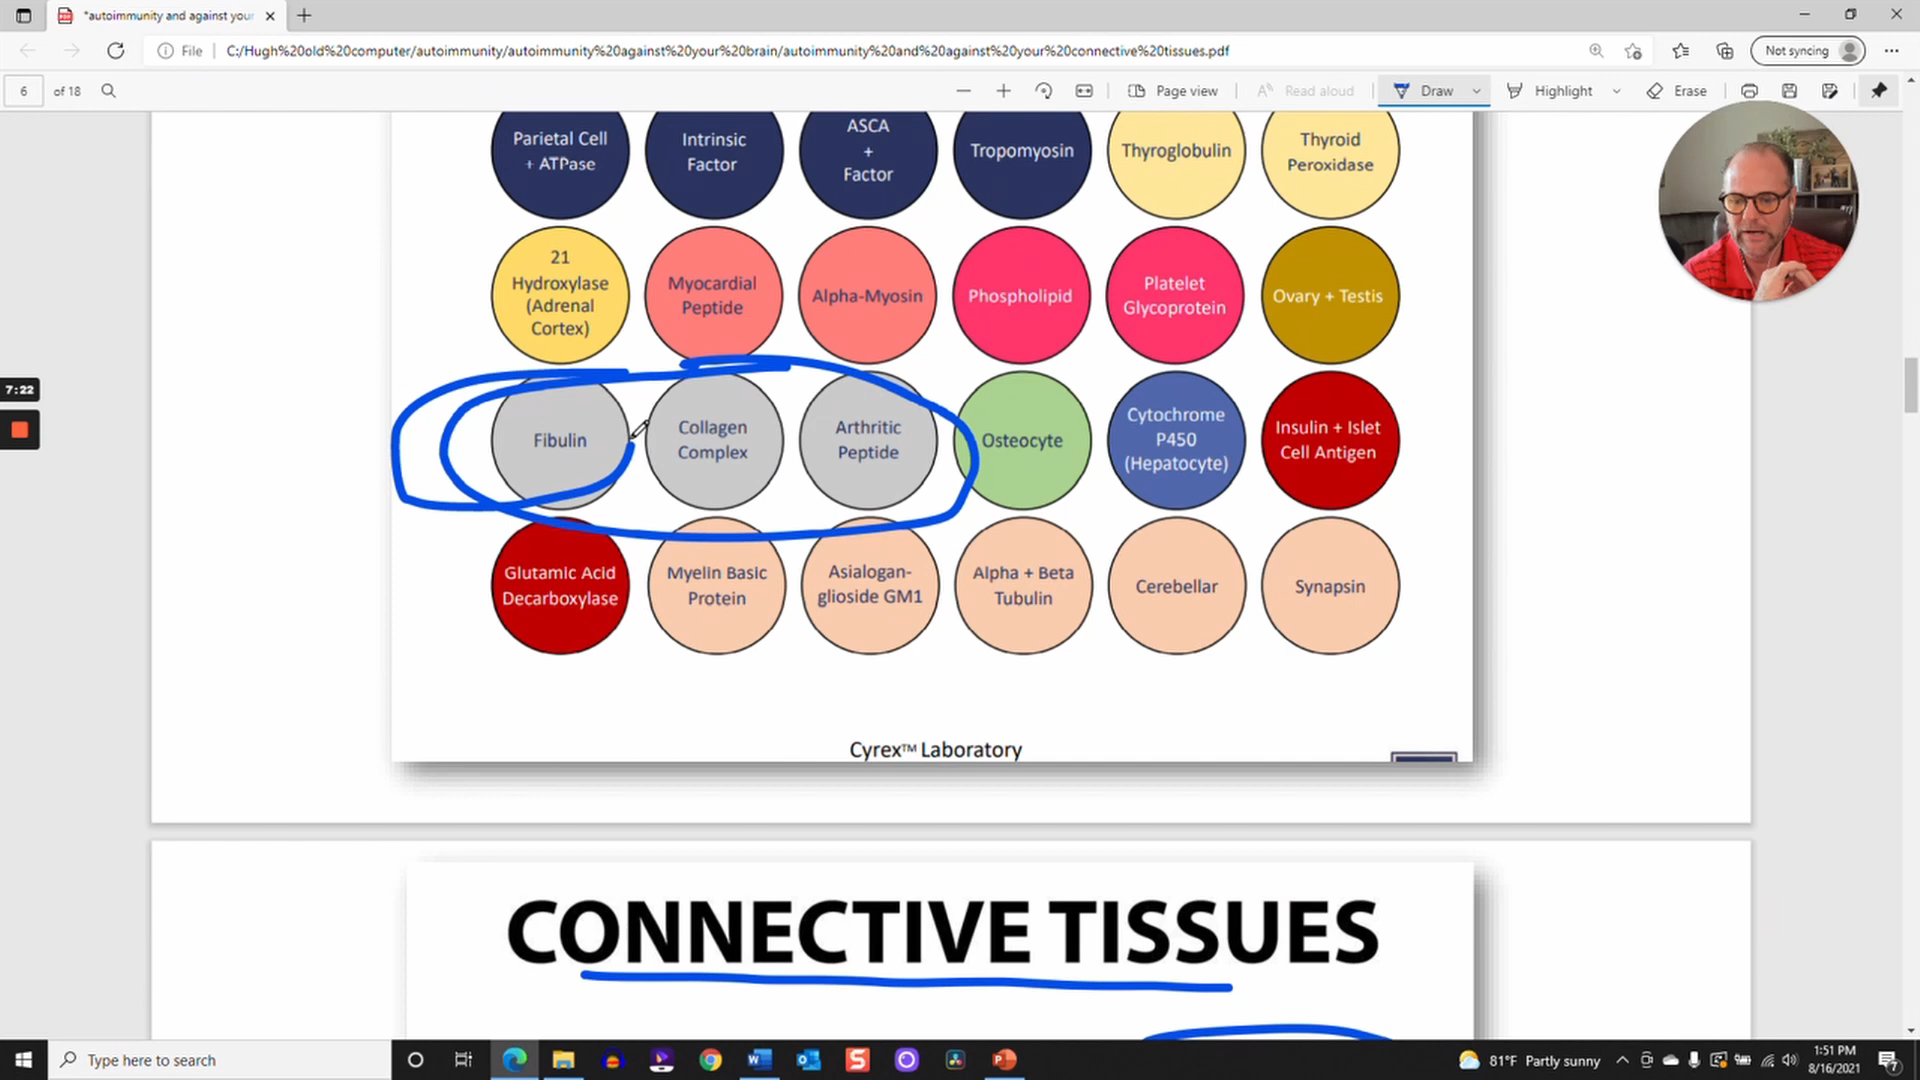 *autoimmunity and against your
File
C:/Hugh%20old%20computer/autoimmunity/autoimmunity%20against%20your%20brain/autoimmunity%20and%20against%20your%20connective%20tissues.pdf
Not syncing
6 of 18
Page view
Read aloud
Draw
Highlight
Erase
Parietal Cell
+ ATPase
Intrinsic
Factor
ASCA
+
Factor
Tropomyosin
Thyroglobulin
Thyroid
Peroxidase
21
Hydroxylase
(Adrenal
Cortex)
Myocardial
Peptide
Alpha-Myosin
Phospholipid
Platelet
Glycoprotein
Ovary + Testis
7:22
Fibulin
Collagen
Complex
Arthritic
Peptide
Osteocyte
Cytochrome
P450
(Hepatocyte)
Insulin + Islet
Cell Antigen
Glutamic Acid
Decarboxylase
Myelin Basic
Protein
Asialogan-
glioside GM1
Alpha + Beta
Tubulin
Cerebellar
Synapsin
Cyrex™ Laboratory
CONNECTIVE TISSUES
Type here to search
81°F Partly sunny
1:51 PM
8/16/2021